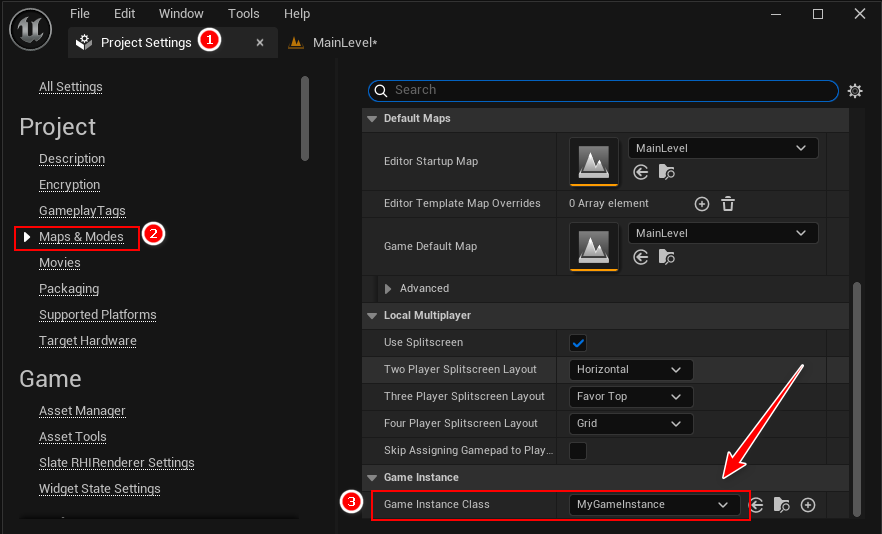 File Edit Window Tools Help
Project Settings 1 MainLevel*
All Settings
Project
Description
Encryption
GameplayTags
Maps & Modes 2
Movies
Packaging
Supported Platforms
Target Hardware
Game
Asset Manager
Asset Tools
Slate RHIRenderer Settings
Widget State Settings
Search
Default Maps
Editor Startup Map MainLevel
Editor Template Map Overrides 0 Array element
Game Default Map MainLevel
Advanced
Local Multiplayer
Use Splitscreen
Two Player Splitscreen Layout Horizontal
Three Player Splitscreen Layout Favor Top
Four Player Splitscreen Layout Grid
Skip Assigning Gamepad to Play...
Game Instance
3 Game Instance Class MyGameInstance